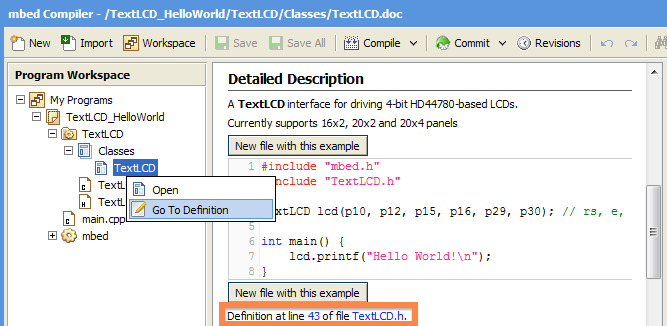 mbed Compiler - /TextLCD_HelloWorld/TextLCD/Classes/TextLCD.doc
New Import Workspace Save Save All Compile Commit Revisions
Program Workspace
My Programs
TextLCD_HelloWorld
TextLCD
Classes
TextLCD
TextL
TextL
main.cpp
mbed
Open
Go To Definition
Detailed Description
A TextLCD interface for driving 4-bit HD44780-based LCDs.
Currently supports 16x2, 20x2 and 20x4 panels
New file with this example
1 #include "mbed.h"
include "TextLCD.h"
TextLCD lcd(p10, p12, p15, p16, p29, p30); // rs, e,
5
6 int main() {
7 lcd.printf("Hello World!\n");
8 }
New file with this example
Definition at line 43 of file TextLCD.h.